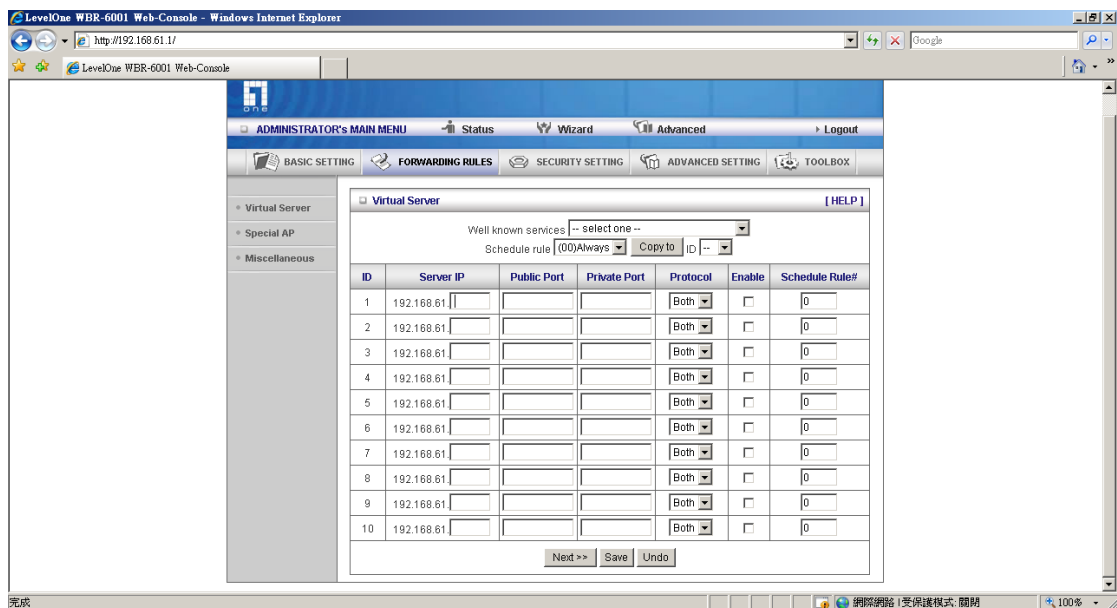 LevelOne WBR-6001 Web-Console - Windows Internet Explorer
http://192.168.61.1/
Google
LevelOne WBR-6001 Web-Console
one
ADMINISTRATOR's MAIN MENU Status Wizard Advanced Logout
BASIC SETTING FORWARDING RULES SECURITY SETTING ADVANCED SETTING TOOLBOX
Virtual Server
Special AP
Miscellaneous
Virtual Server [ HELP ]
Well known services -- select one --
Schedule rule (00)Always Copy to ID --
ID Server IP Public Port Private Port Protocol Enable Schedule Rule#
1 192.168.61. Both 0
2 192.168.61. Both 0
3 192.168.61. Both 0
4 192.168.61. Both 0
5 192.168.61. Both 0
6 192.168.61. Both 0
7 192.168.61. Both 0
8 192.168.61. Both 0
9 192.168.61. Both 0
10 192.168.61. Both 0
Next >> Save Undo
完成 網際網路 | 受保護模式: 關閉 100%